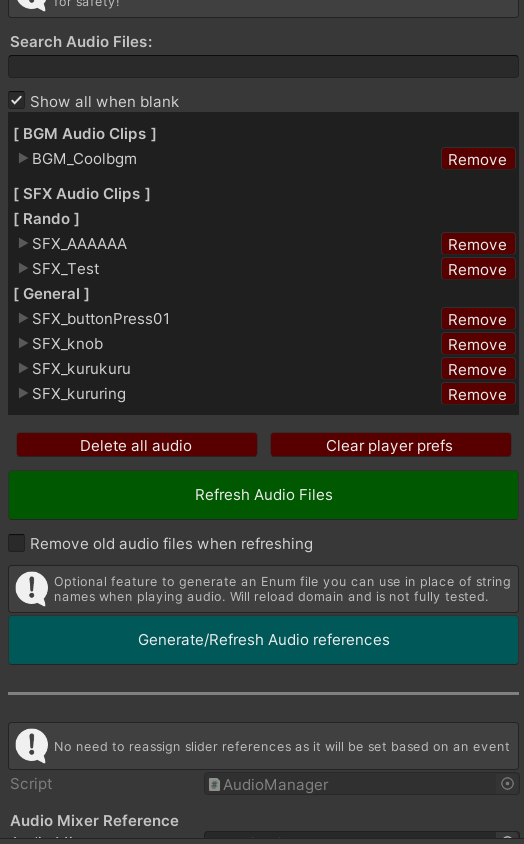 for safety!
Search Audio Files:
Show all when blank
[ BGM Audio Clips ]
BGM_Coolbgm
Remove
[ SFX Audio Clips ]
[ Rando ]
SFX_AAAAAA
Remove
SFX_Test
Remove
[ General ]
SFX_buttonPress01
Remove
SFX_knob
Remove
SFX_kurukuru
Remove
SFX_kururing
Remove
Delete all audio
Clear player prefs
Refresh Audio Files
Remove old audio files when refreshing
Optional feature to generate an Enum file you can use in place of string
names when playing audio. Will reload domain and is not fully tested.
Generate/Refresh Audio references
No need to reassign slider references as it will be set based on an event
Script
AudioManager
Audio Mixer Reference